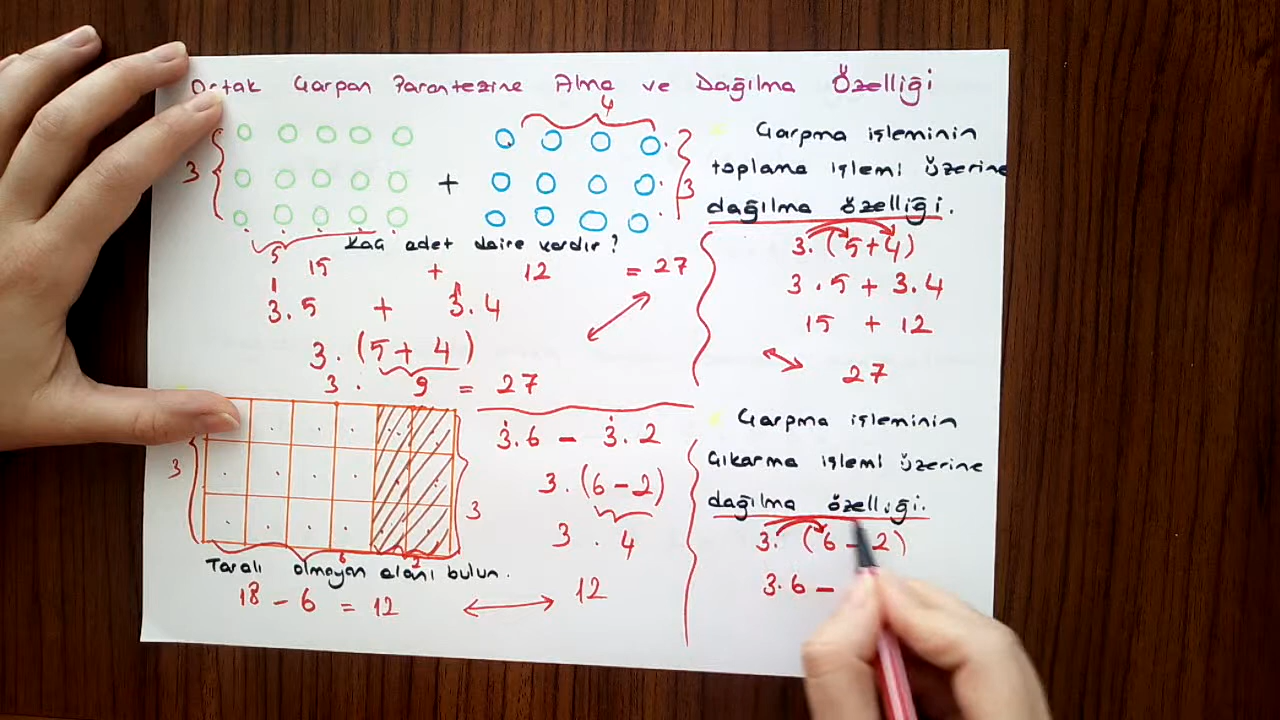 Ortak Çarpan Parantezine Alma ve Dağılma Özelliği
4
3
+
3
5
Kaç adet daire vardır?
15 + 12 = 27
3.5 + 3.4
3.(5+4)
3 . 9 = 27
Çarpma işleminin
toplama işlemi üzerine
dağılma özelliği.
3.(5+4)
3.5 + 3.4
15 + 12
27
3
3
6
2
Taralı olmayan alanı bulun.
18 - 6 = 12
3.6 - 3.2
3.(6-2)
3 . 4
12
Çarpma işleminin
Çıkarma işlemi üzerine
dağılma özelliği.
3.(6-2)
3.6 -